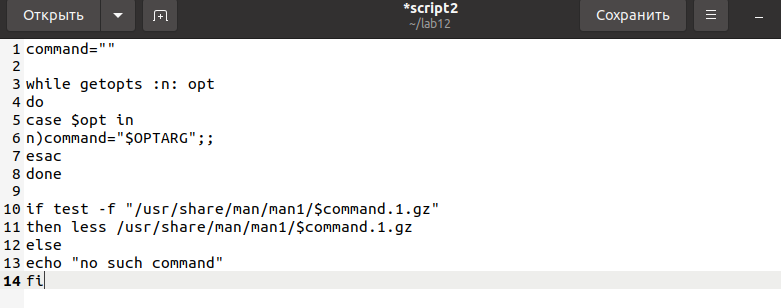 Открыть
*script2
~/lab12
Сохранить
1 command=""
2
3 while getopts :n: opt
4 do
5 case $opt in
6 n)command="$OPTARG";;
7 esac
8 done
9
10 if test -f "/usr/share/man/man1/$command.1.gz"
11 then less /usr/share/man/man1/$command.1.gz
12 else
13 echo "no such command"
14 fi